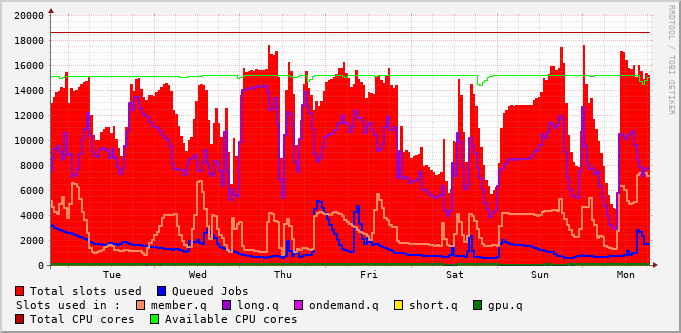 20000
18000
16000
14000
12000
10000
8000
6000
4000
2000
0
Tue Wed Thu Fri Sat Sun Mon
RRDTOOL / TOBI OETIKER
Total slots used Queued Jobs
Slots used in : member.q long.q ondemand.q short.q gpu.q
Total CPU cores Available CPU cores